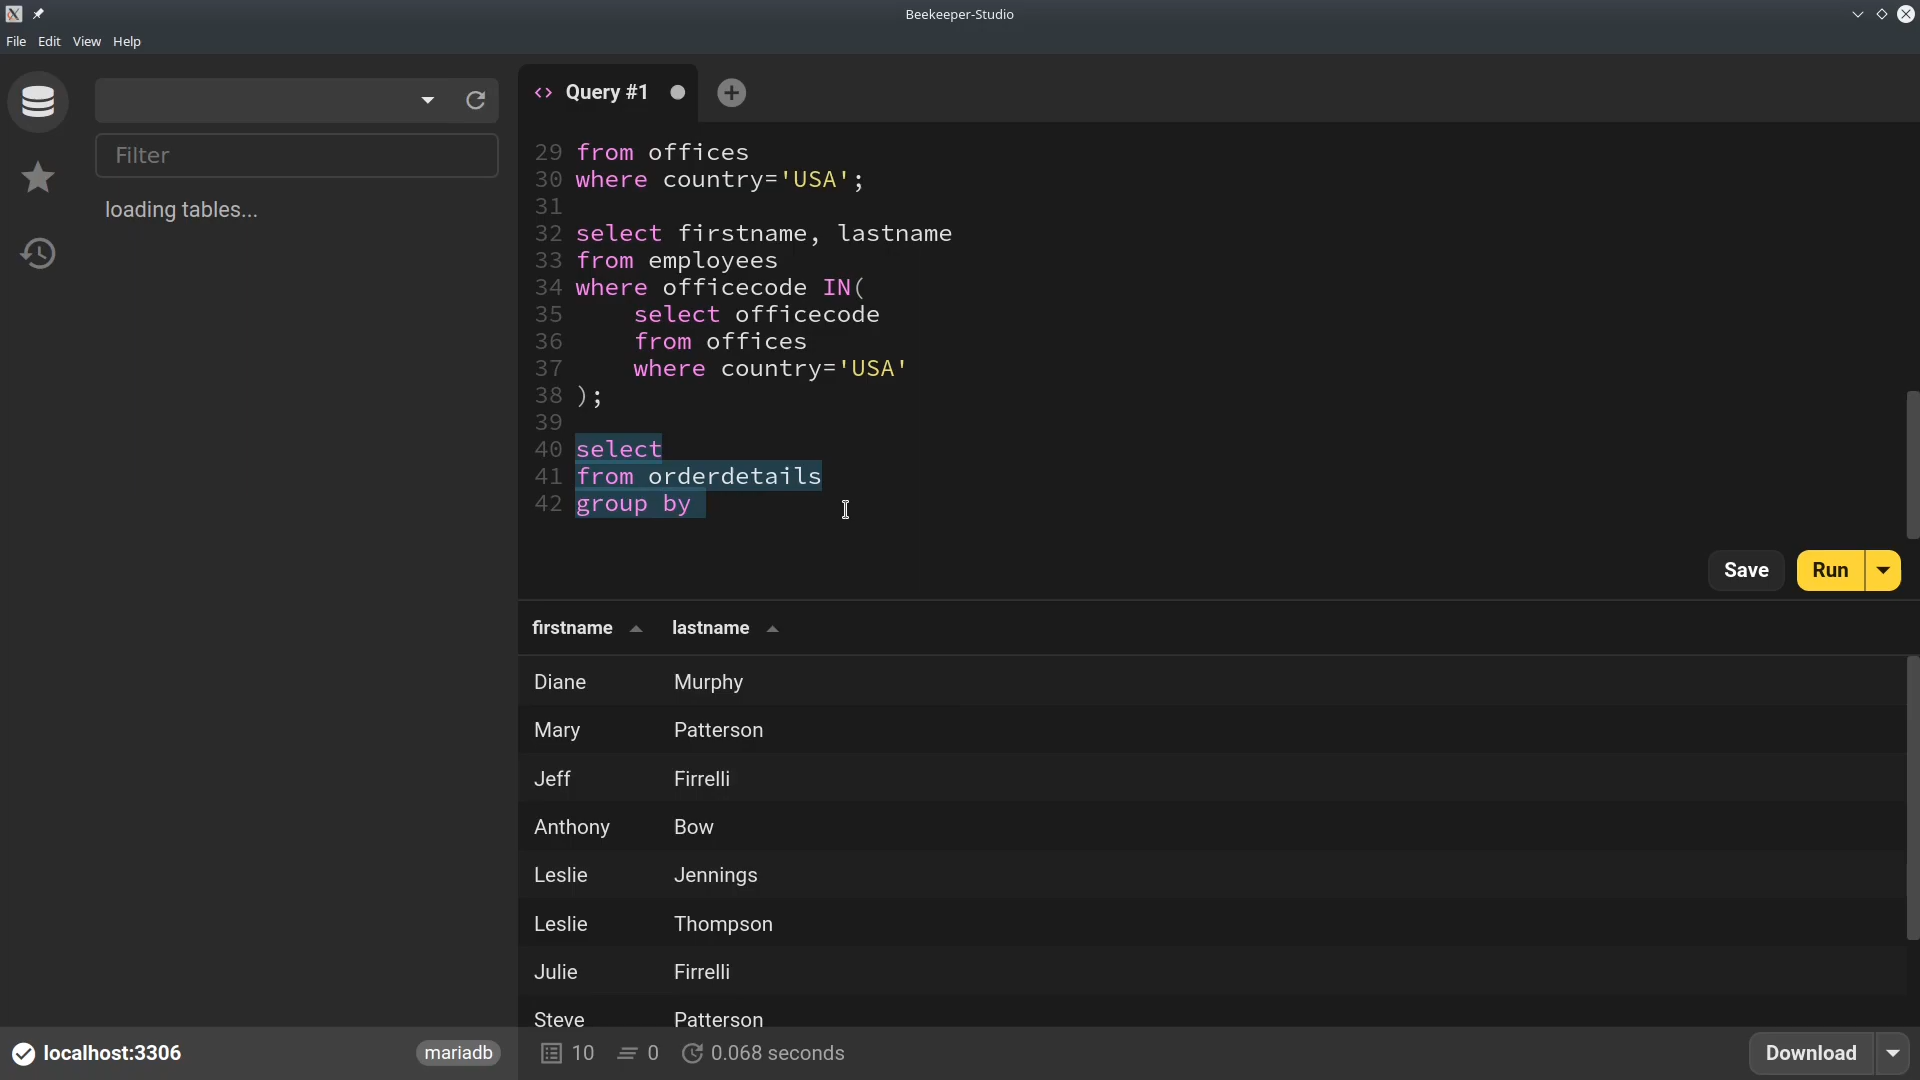 Beekeeper-Studio
File Edit View Help
Filter
loading tables...
<> Query #1
29 from offices
30 where country='USA';
31
32 select firstname, lastname
33 from employees
34 where officecode IN(
35     select officecode
36     from offices
37     where country='USA'
38 );
39
40 select
41 from orderdetails
42 group by
Save Run
firstname lastname
Diane Murphy
Mary Patterson
Jeff Firrelli
Anthony Bow
Leslie Jennings
Leslie Thompson
Julie Firrelli
Steve Patterson
localhost:3306 mariadb 10 0 0.068 seconds Download